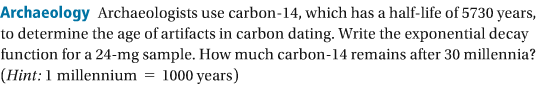 Archaeology Archaeologists use carbon-14, which has a half-life of 5730 years,
to determine the age of artifacts in carbon dating. Write the exponential decay
function for a 24-mg sample. How much carbon-14 remains after 30 millennia?
(Hint: 1 millennium = 1000 years)